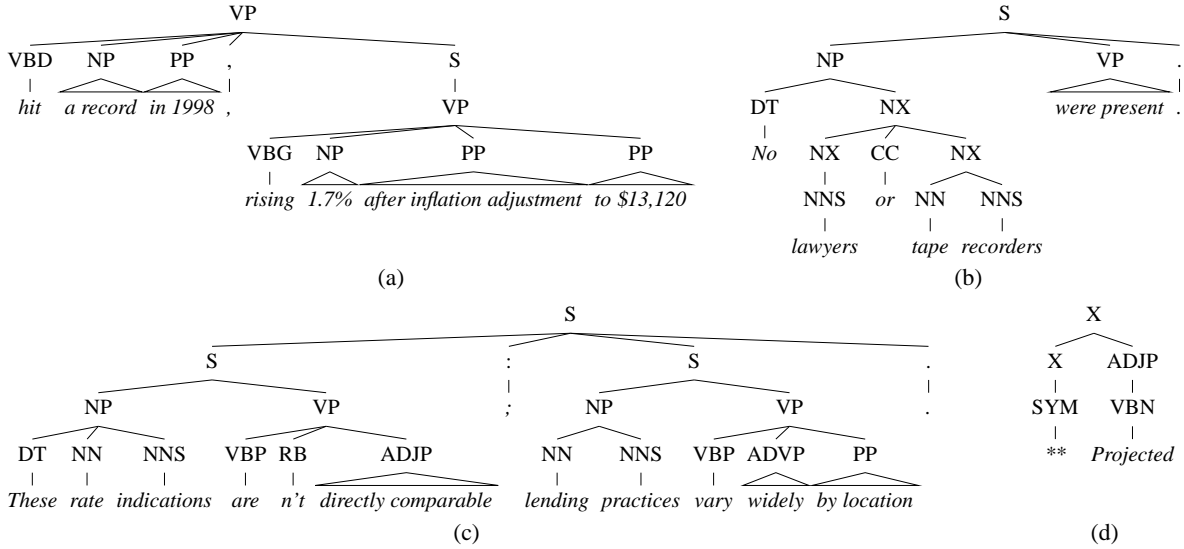 VP
VBD NP PP , S
hit a record in 1998 , VP
VBG NP PP PP
rising 1.7% after inflation adjustment to $13,120
(a)
S
NP VP .
DT NX were present .
No NX CC NX
NNS or NN NNS
lawyers tape recorders
(b)
S
S : S .
NP VP ; NP VP .
DT NN NNS VBP RB ADJP NN NNS VBP ADVP PP
These rate indications are n't directly comparable lending practices vary widely by location
(c)
X
X ADJP
SYM VBN
** Projected
(d)